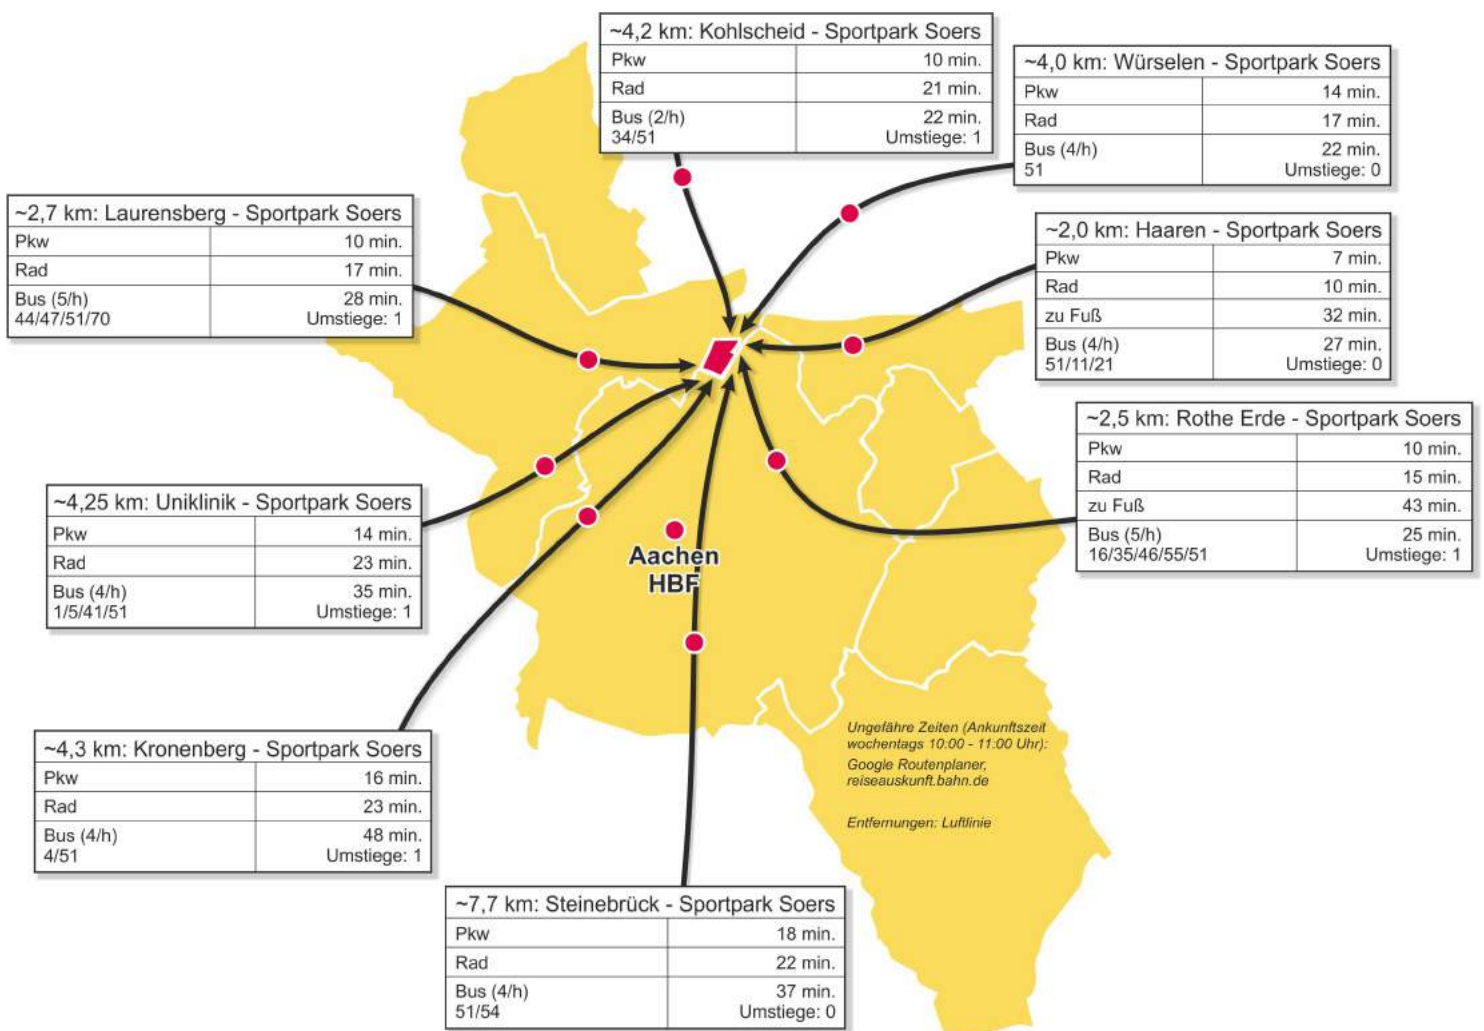 ~4,2 km: Kohlscheid - Sportpark Soers
Pkw 10 min.
Rad 21 min.
Bus (2/h) 22 min.
34/51 Umstiege: 1
~4,0 km: Würselen - Sportpark Soers
Pkw 14 min.
Rad 17 min.
Bus (4/h) 22 min.
51 Umstiege: 0
~2,7 km: Laurensberg - Sportpark Soers
Pkw 10 min.
Rad 17 min.
Bus (5/h) 28 min.
44/47/51/70 Umstiege: 1
~2,0 km: Haaren - Sportpark Soers
Pkw 7 min.
Rad 10 min.
zu Fuß 32 min.
Bus (4/h) 27 min.
51/11/21 Umstiege: 0
~2,5 km: Rothe Erde - Sportpark Soers
Pkw 10 min.
Rad 15 min.
zu Fuß 43 min.
Bus (5/h) 25 min.
16/35/46/55/51 Umstiege: 1
~4,25 km: Uniklinik - Sportpark Soers
Pkw 14 min.
Rad 23 min.
Bus (4/h) 35 min.
1/5/41/51 Umstiege: 1
Aachen
HBF
~4,3 km: Kronenberg - Sportpark Soers
Pkw 16 min.
Rad 23 min.
Bus (4/h) 48 min.
4/51 Umstiege: 1
Ungefähre Zeiten (Ankunftszeit
wochentags 10:00 - 11:00 Uhr):
Google Routenplaner,
reiseauskunft.bahn.de
Entfernungen: Luftlinie
~7,7 km: Steinebrück - Sportpark Soers
Pkw 18 min.
Rad 22 min.
Bus (4/h) 37 min.
51/54 Umstiege: 0